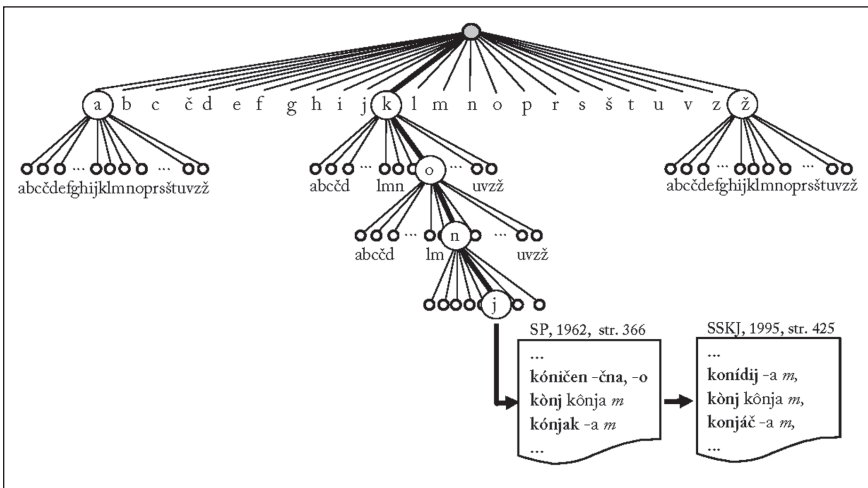 a b c č d e f g h i j k l m n o p r s š t u v z ž
... ... ... o ... ... ...
abcčdefghijklmnoprsštuvzž abcčd lmn uvzž abcčdefghijklmnoprsštuvzž
... n ...
abcčd lm uvzž
j
SP, 1962, str. 366 SSKJ, 1995, str. 425
... ...
kóničen -čna, -o konídij -a m,
kònj kônja m kònj kônja m,
kónjak -a m konjáč -a m,
... ...